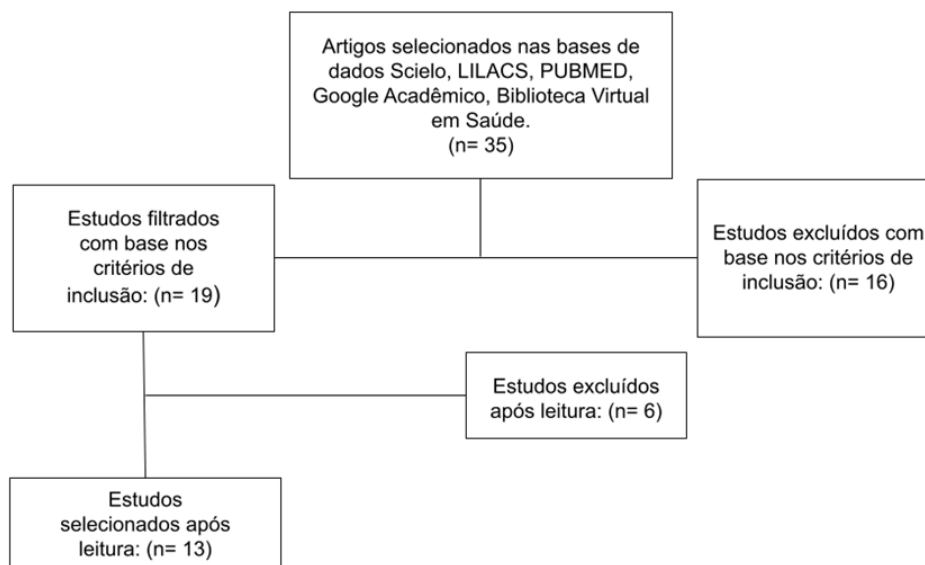 Artigos selecionados nas bases de
dados Scielo, LILACS, PUBMED,
Google Acadêmico, Biblioteca Virtual
em Saúde.
(n= 35)
Estudos filtrados
com base nos
critérios de
inclusão: (n= 19)
Estudos excluídos com
base nos critérios de
inclusão: (n= 16)
Estudos excluídos
após leitura: (n= 6)
Estudos
selecionados após
leitura: (n= 13)